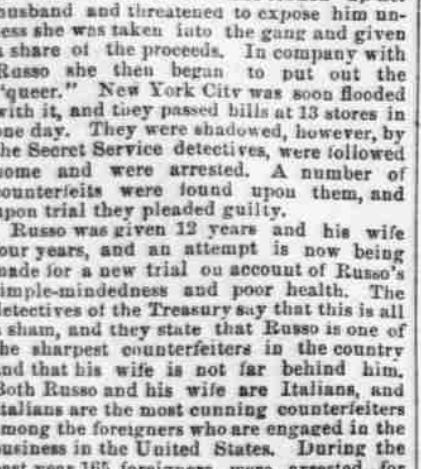 husband and threatened to expose him un-
ess she was taken into the gang and given
a share of the proceeds. In company with
Russo she then began to put out the
"queer." New York City was soon flooded
with it, and they passed bills at 13 stores in
one day. They were shadowed, however, by
the Secret Service detectives, were followed
home and were arrested. A number of
counterfeits were found upon them, and
upon trial they pleaded guilty.
Russo was given 12 years and his wife
four years, and an attempt is now being
made for a new trial on account of Russo's
simple-mindedness and poor health. The
detectives of the Treasury say that this is all
a sham, and they state that Russo is one of
the sharpest counterfeiters in the country
and that his wife is not far behind him.
Both Russo and his wife are Italians, and
Italians are the most cunning counterfeiters
among the foreigners who are engaged in the
business in the United States. During the
past year 165 foreigners were arrested for